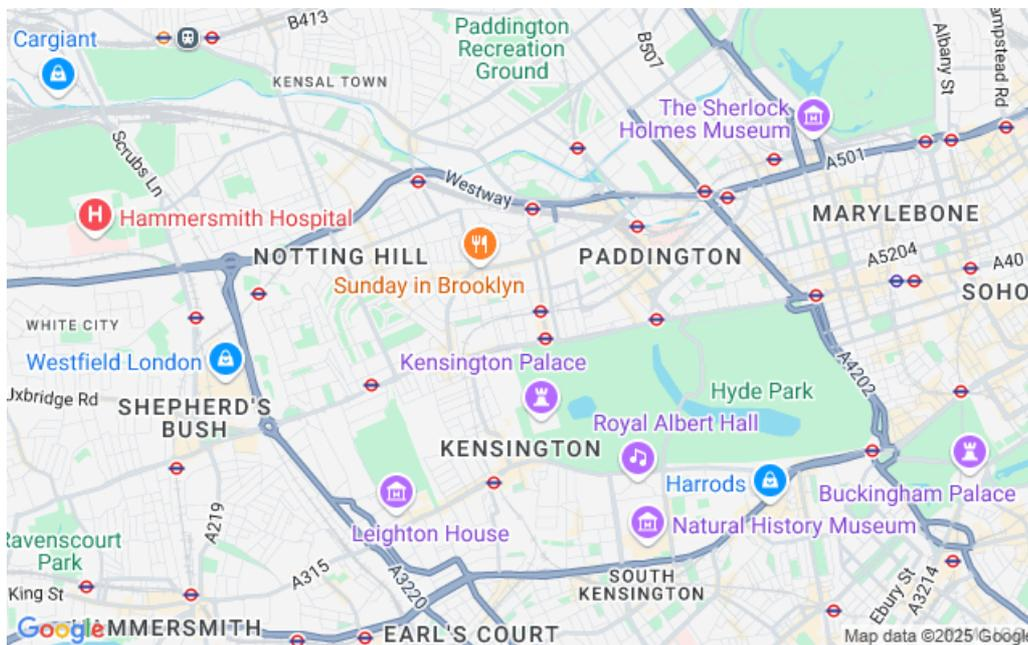 B413
Cargiant
Paddington
Recreation
Ground
B507
Albany St
KENSAL TOWN
The Sherlock
Holmes Museum
Scrubs Ln
A501
Westway
Hammersmith Hospital
MARYLEBONE
NOTTING HILL
PADDINGTON
A5204
A40
Sunday in Brooklyn
SOHO
WHITE CITY
Westfield London
Kensington Palace
A4202
Hyde Park
Uxbridge Rd
SHEPHERD'S
BUSH
Royal Albert Hall
KENSINGTON
Harrods
Buckingham Palace
Leighton House
Natural History Museum
A219
Ravenscourt
Park
A315
A3220
SOUTH
KENSINGTON
Ebury St
A3214
King St
Google
HAMMERSMITH
EARL'S COURT
Map data ©2025 Google